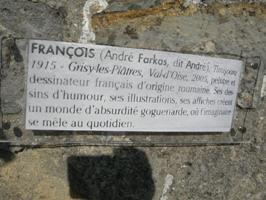 FRANÇOIS (André Farkas, dit André), Timisoara
1915 - Grisy-les-Plâtres, Val-d'Oise, 2005, peintre et
dessinateur français d'origine roumaine. Ses des-
sins d'humour, ses illustrations, ses affiches créent
un monde d'absurdité goguenarde, où l'imaginaire
se mêle au quotidien.